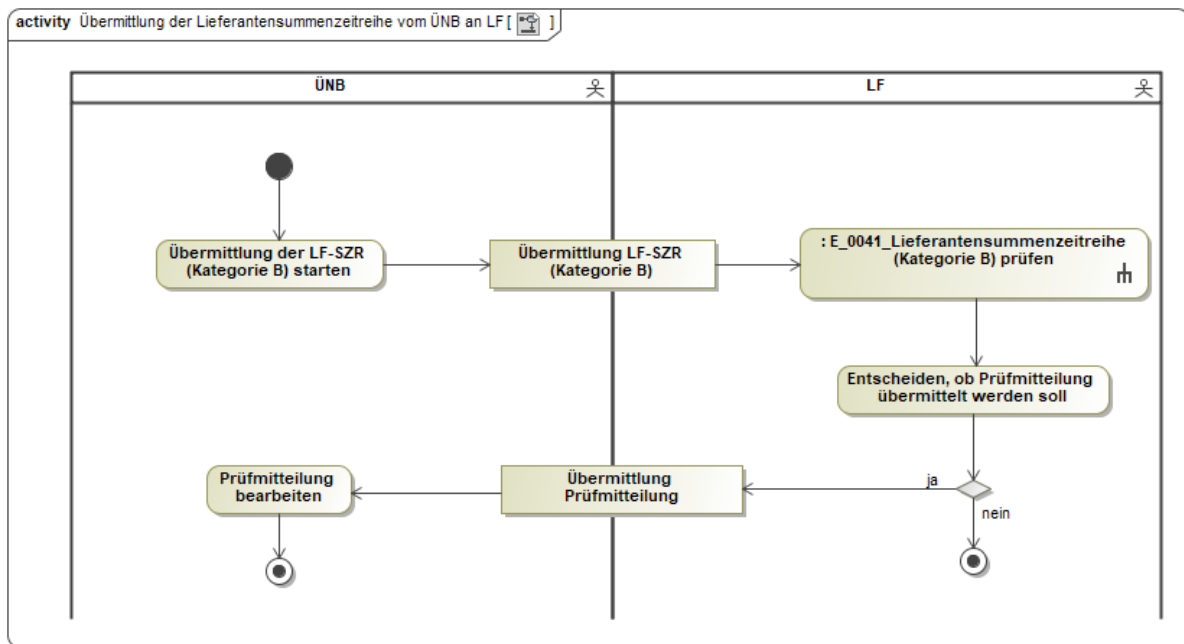 activity Übermittlung der Lieferantensummenzeitreihe vom ÜNB an LF [ ]
ÜNB
LF
Übermittlung der LF-SZR
(Kategorie B) starten
Übermittlung LF-SZR
(Kategorie B)
: E_0041_Lieferantensummenzeitreihe
(Kategorie B) prüfen
Entscheiden, ob Prüfmitteilung
übermittelt werden soll
Prüfmitteilung
bearbeiten
Übermittlung
Prüfmitteilung
ja
nein